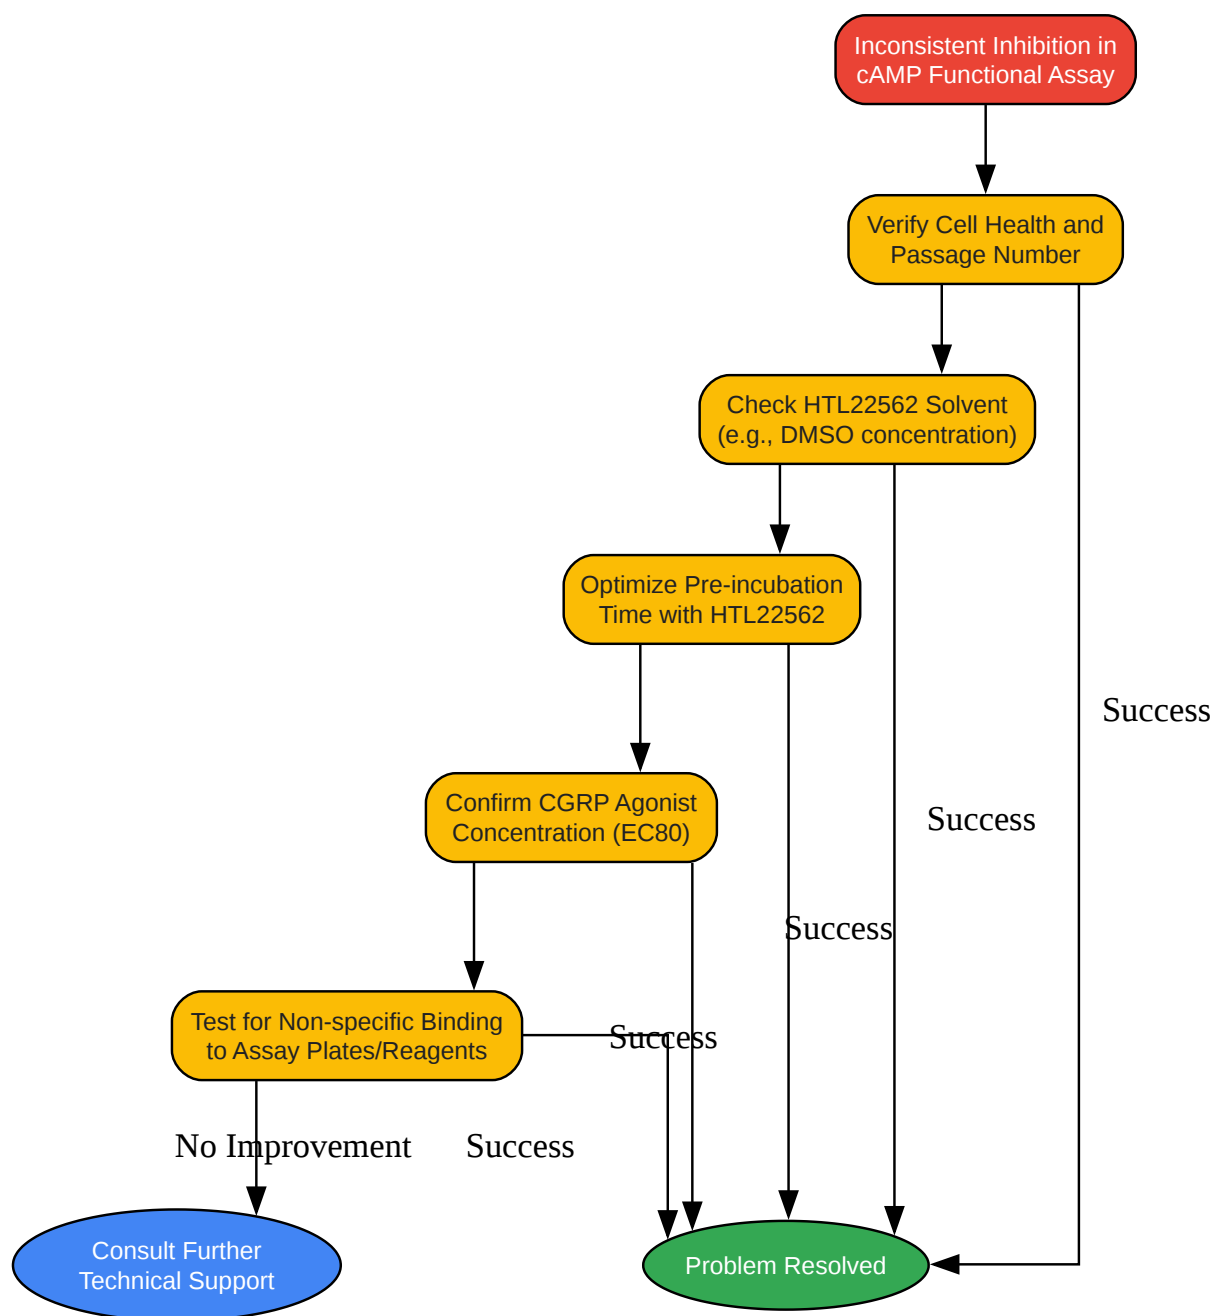 Inconsistent Inhibition in
cAMP Functional Assay
Verify Cell Health and
Passage Number
Check HTL22562 Solvent
(e.g., DMSO concentration)
Optimize Pre-incubation
Time with HTL22562
Success
Confirm CGRP Agonist
Concentration (EC80)
Success
Success
Test for Non-specific Binding
to Assay Plates/Reagents
Success
No Improvement
Success
Consult Further
Technical Support
Problem Resolved